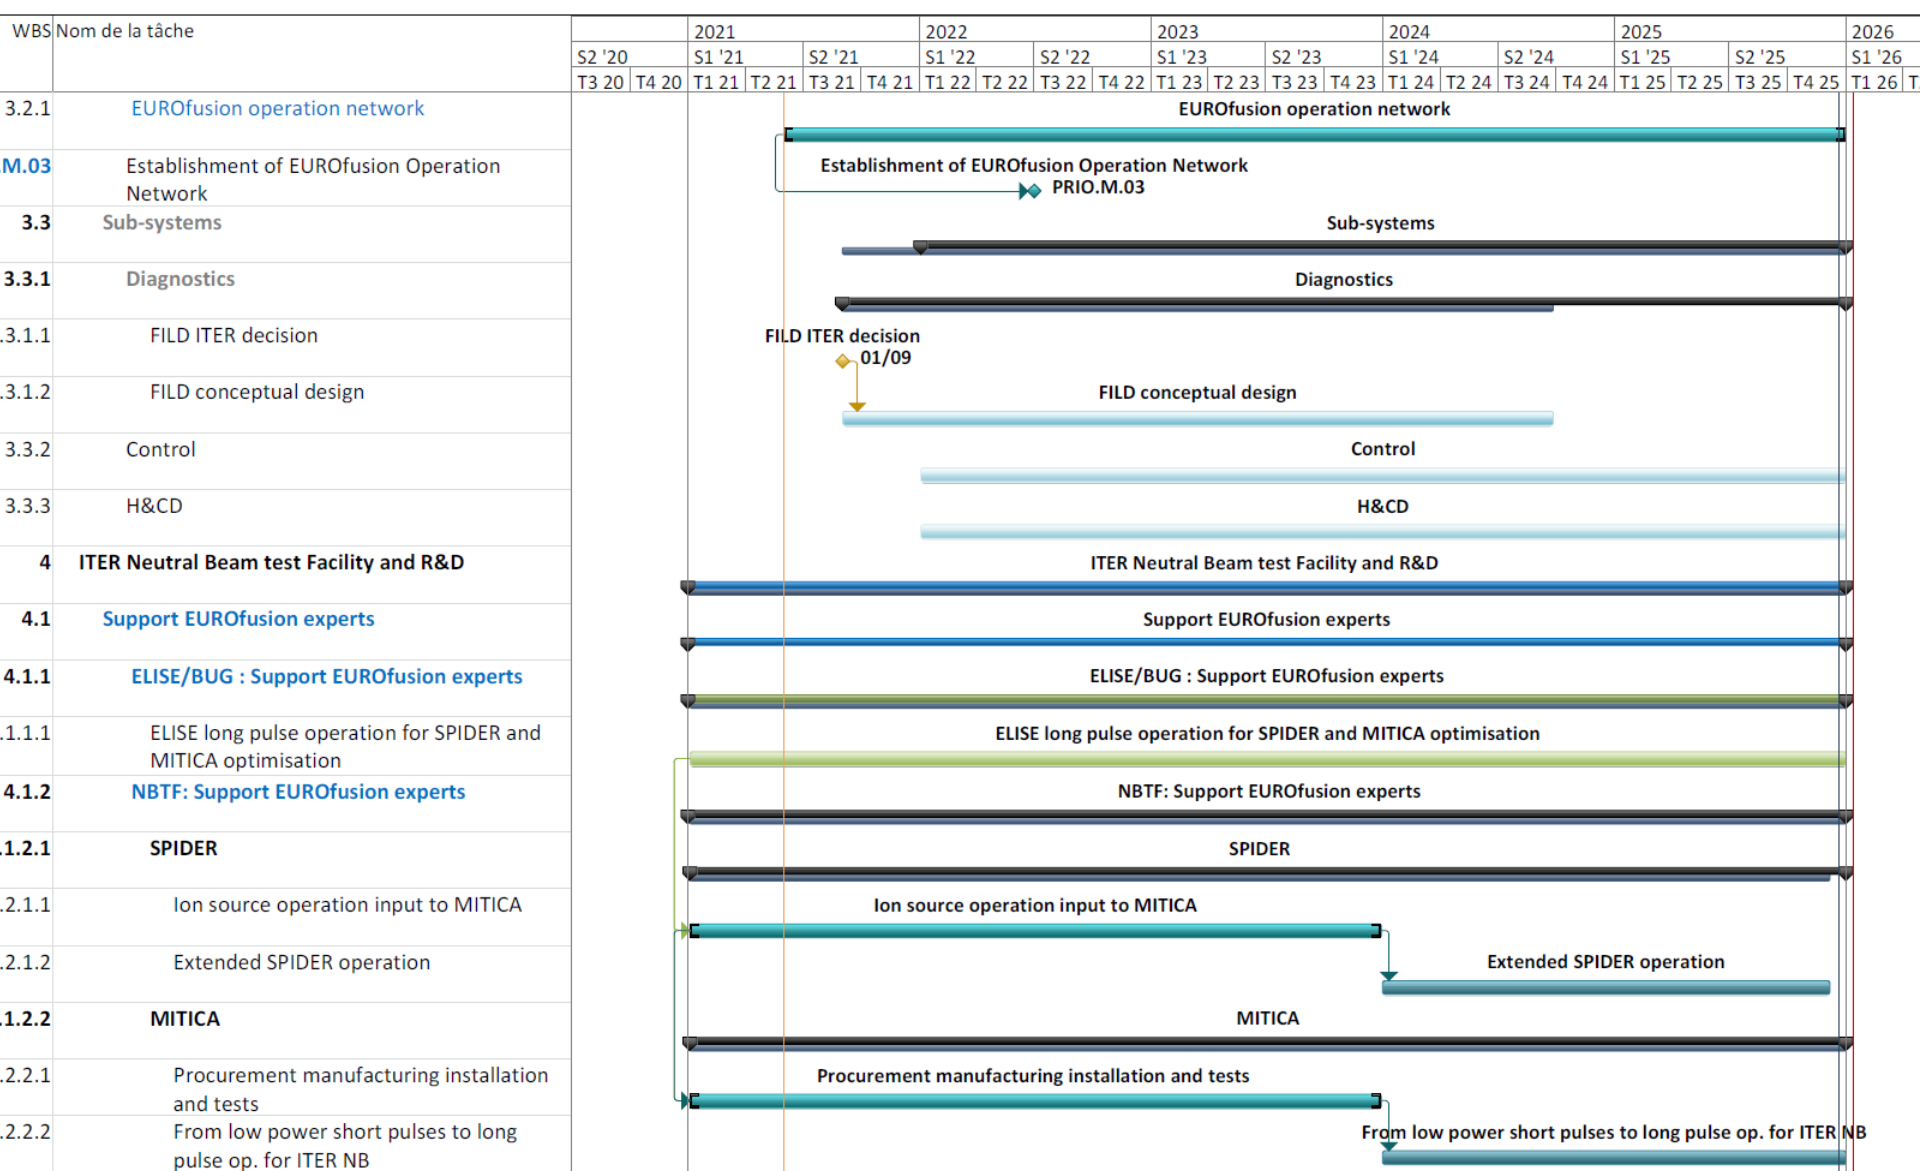 WBS Nom de la tâche
2021 2022 2023 2024 2025 2026
S2 '20 S1 '21 S2 '21 S1 '22 S2 '22 S1 '23 S2 '23 S1 '24 S2 '24 S1 '25 S2 '25 S1 '26
T3 20 T4 20 T1 21 T2 21 T3 21 T4 21 T1 22 T2 22 T3 22 T4 22 T1 23 T2 23 T3 23 T4 23 T1 24 T2 24 T3 24 T4 24 T1 25 T2 25 T3 25 T4 25 T1 26 T
3.2.1 EUROfusion operation network EUROfusion operation network
.M.03 Establishment of EUROfusion Operation Establishment of EUROfusion Operation Network
Network PRIO.M.03
3.3 Sub-systems Sub-systems
3.3.1 Diagnostics Diagnostics
.3.1.1 FILD ITER decision FILD ITER decision
01/09
.3.1.2 FILD conceptual design FILD conceptual design
3.3.2 Control Control
3.3.3 H&CD H&CD
4 ITER Neutral Beam test Facility and R&D ITER Neutral Beam test Facility and R&D
4.1 Support EUROfusion experts Support EUROfusion experts
4.1.1 ELISE/BUG : Support EUROfusion experts ELISE/BUG : Support EUROfusion experts
.1.1.1 ELISE long pulse operation for SPIDER and ELISE long pulse operation for SPIDER and MITICA optimisation
MITICA optimisation
4.1.2 NBTF: Support EUROfusion experts NBTF: Support EUROfusion experts
.1.2.1 SPIDER SPIDER
.2.1.1 Ion source operation input to MITICA Ion source operation input to MITICA
.2.1.2 Extended SPIDER operation Extended SPIDER operation
.1.2.2 MITICA MITICA
.2.2.1 Procurement manufacturing installation Procurement manufacturing installation and tests
and tests
.2.2.2 From low power short pulses to long From low power short pulses to long pulse op. for ITER NB
pulse op. for ITER NB